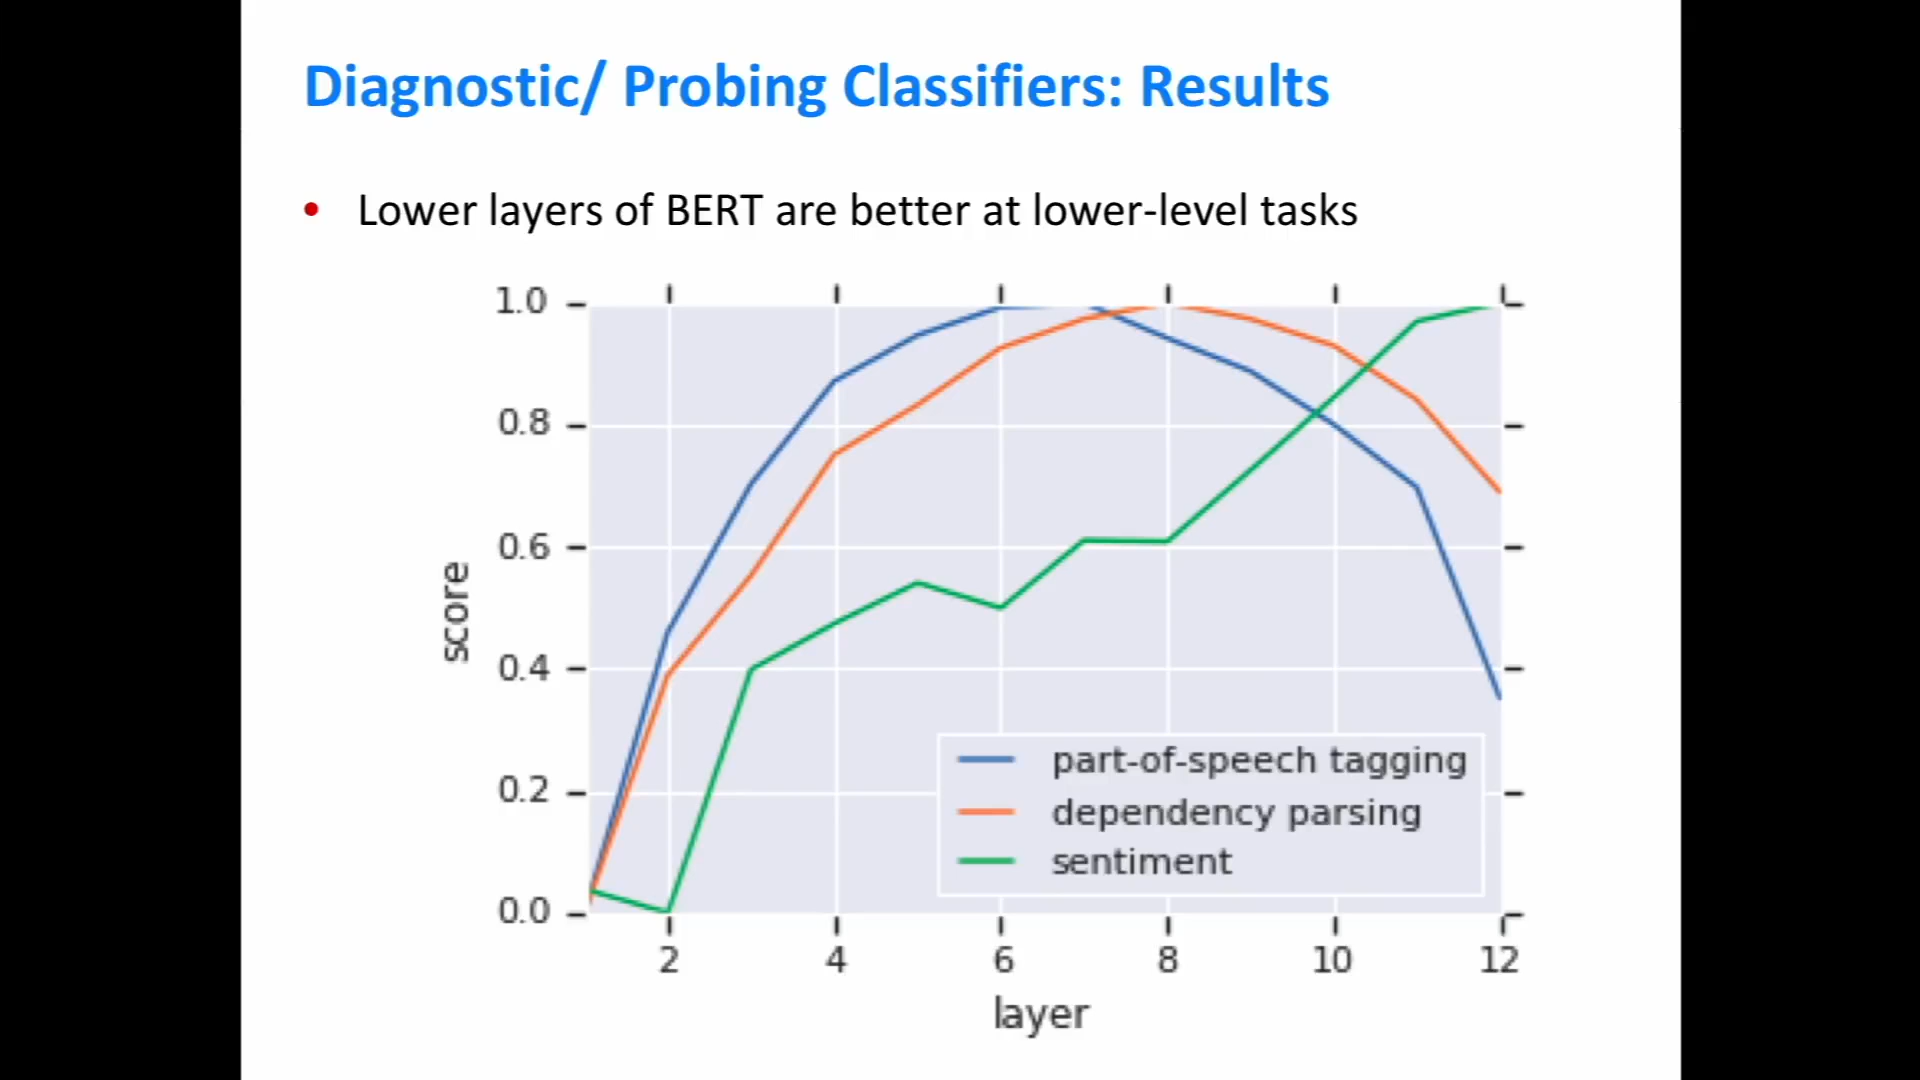 Diagnostic/ Probing Classifiers: Results
• Lower layers of BERT are better at lower-level tasks
1.0
0.8
0.6
0.4
0.2
0.0
score
part-of-speech tagging
dependency parsing
sentiment
2 4 6 8 10 12
layer